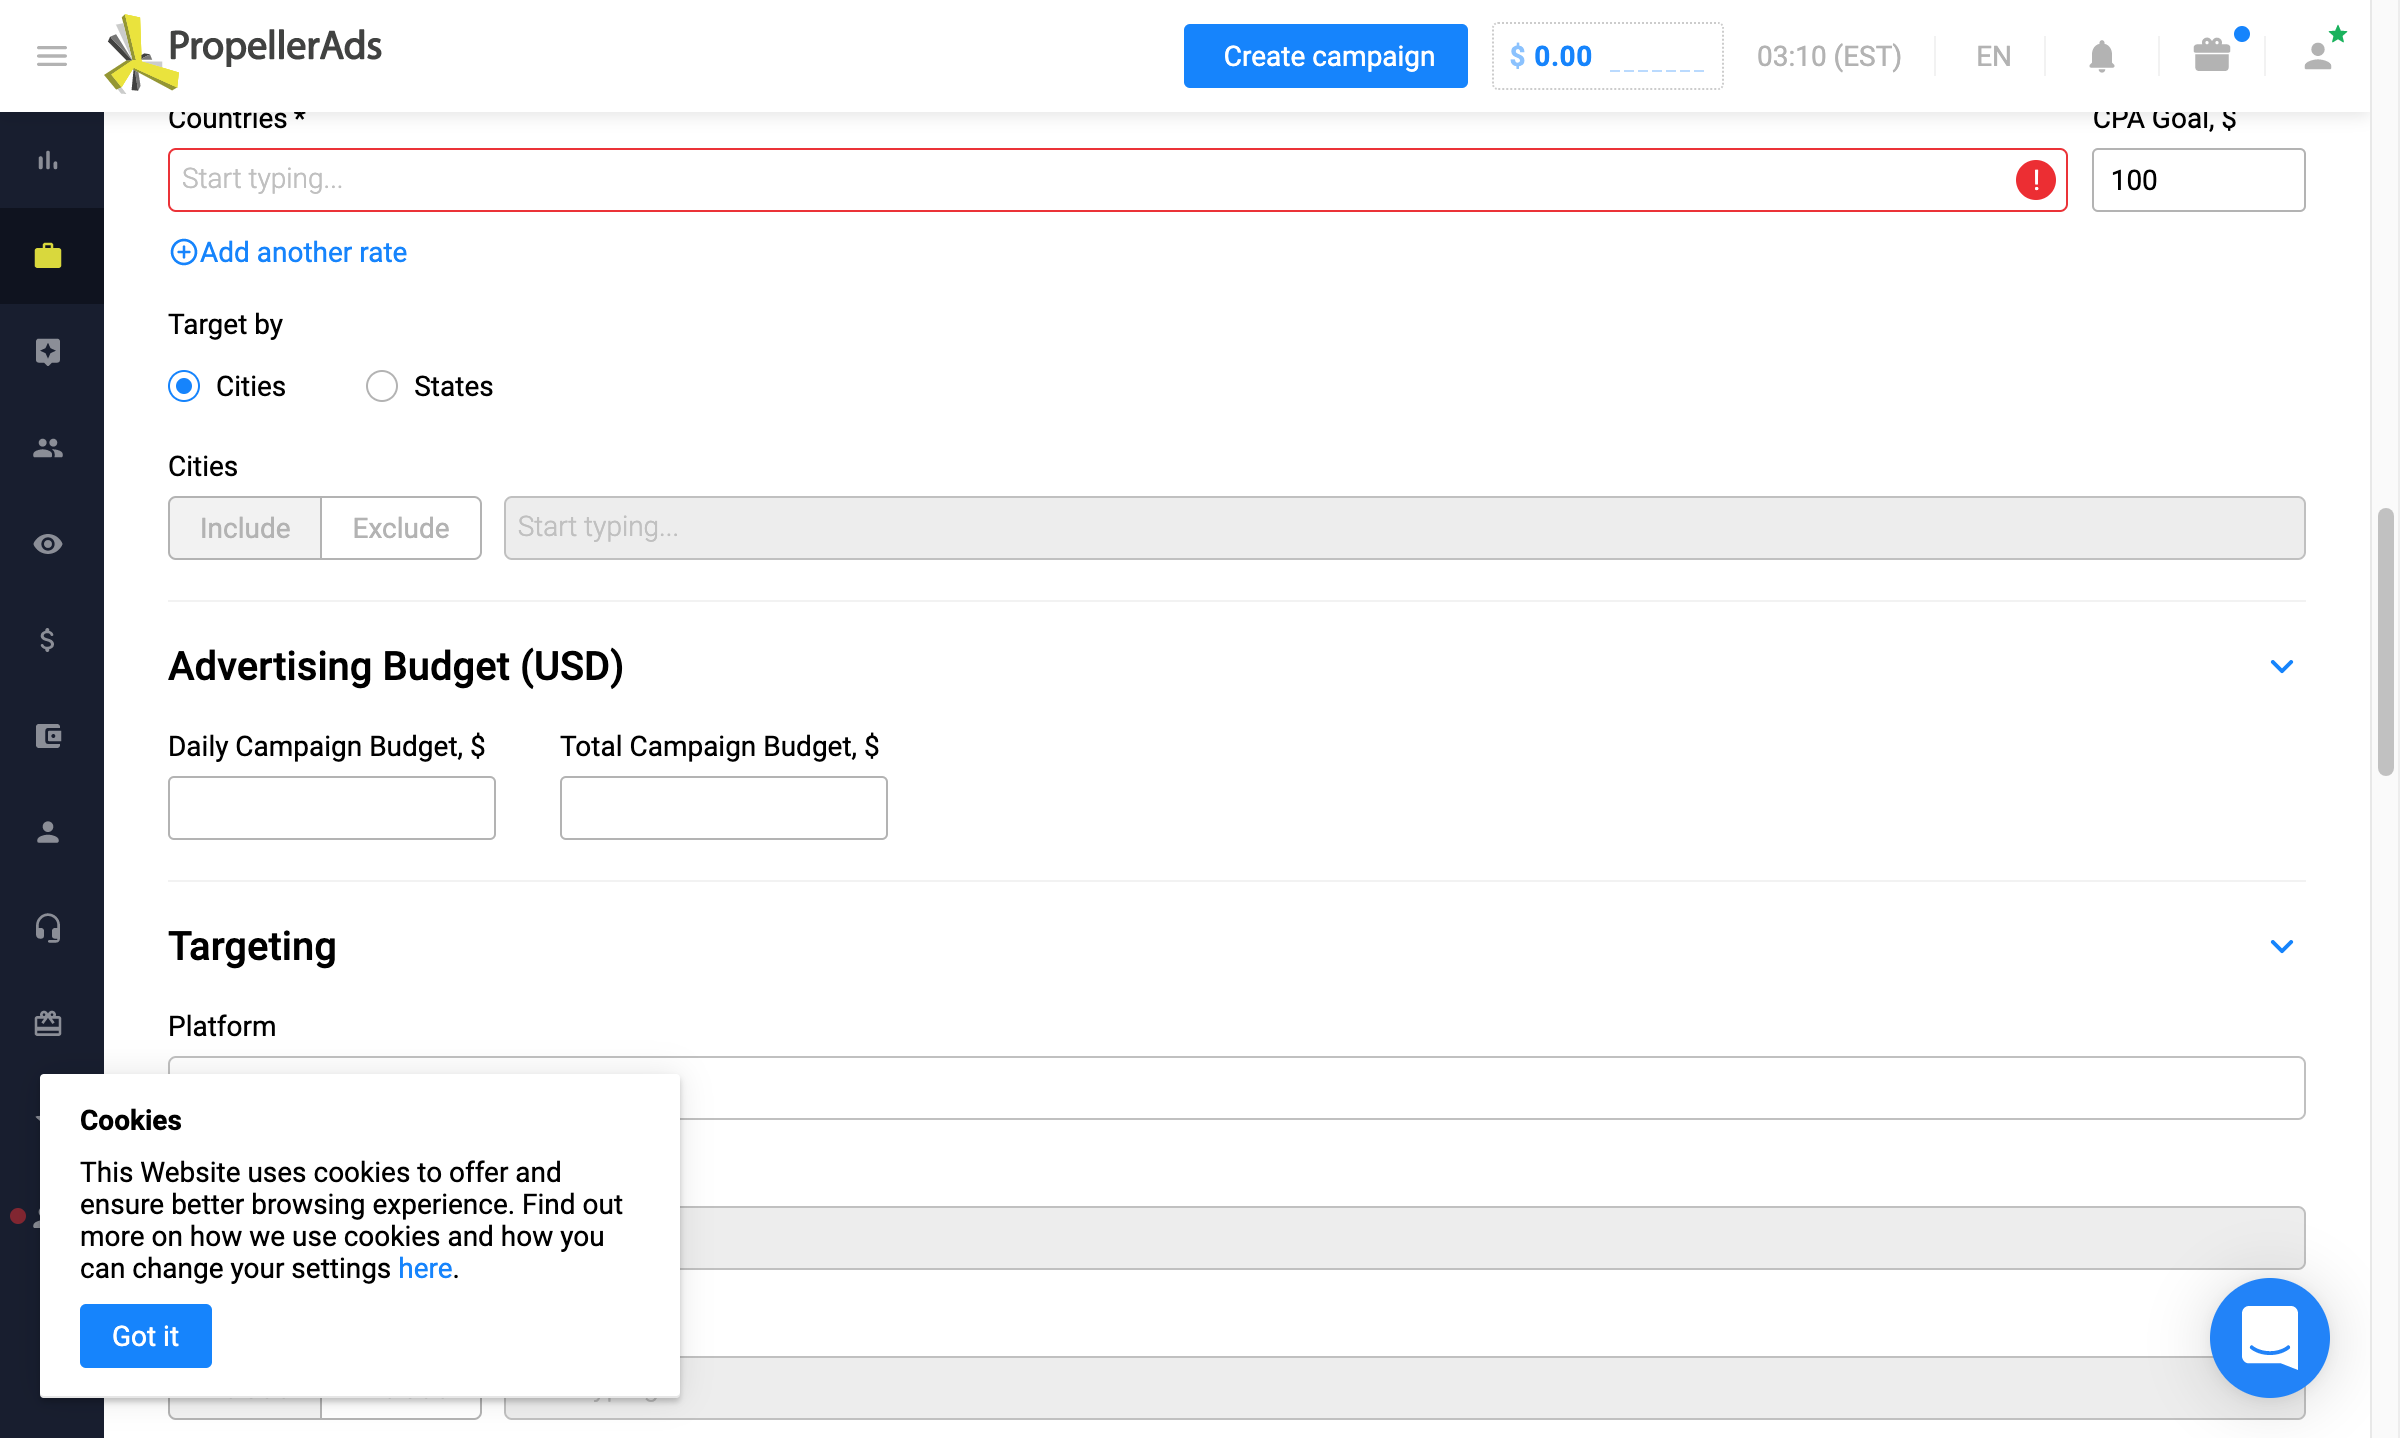 PropellerAds
Create campaign
$ 0.00
03:10 (EST)
EN
Countries *
CPA Goal, $
Start typing...
!
100
Add another rate
Target by
Cities
States
Cities
Include
Exclude
Start typing...
Advertising Budget (USD)
Daily Campaign Budget, $
Total Campaign Budget, $
Targeting
Platform
Cookies
This Website uses cookies to offer and
ensure better browsing experience. Find out
more on how we use cookies and how you
can change your settings here.
Got it